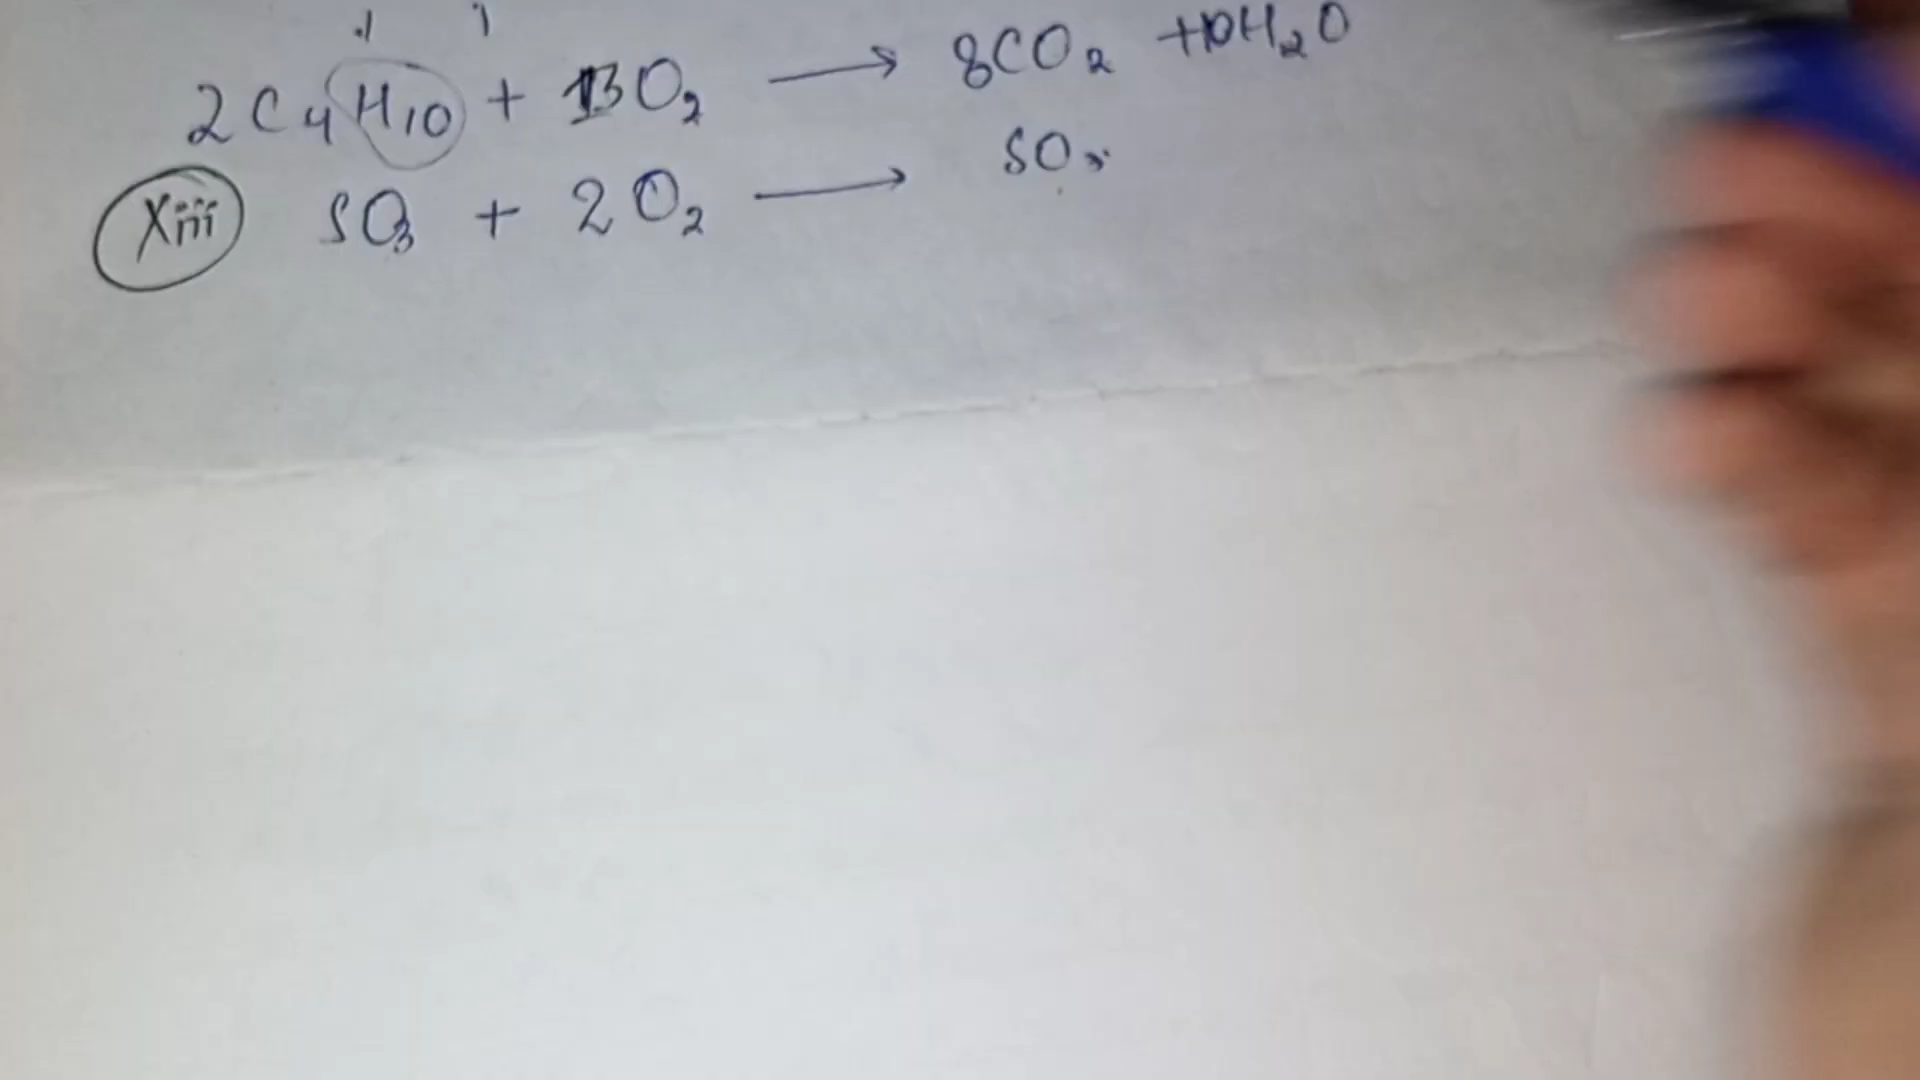 2C₄H₁₀ + 13O₂ → 8CO₂ + 10H₂O
Xiii SO₃ + 2O₂ → SO